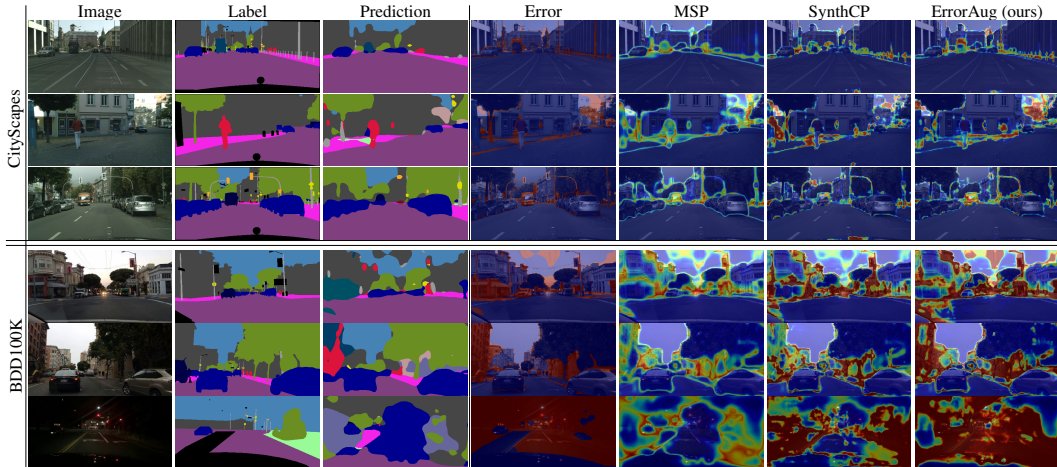 Image Label Prediction Error MSP SynthCP ErrorAug (ours)
CityScapes
BDD100K